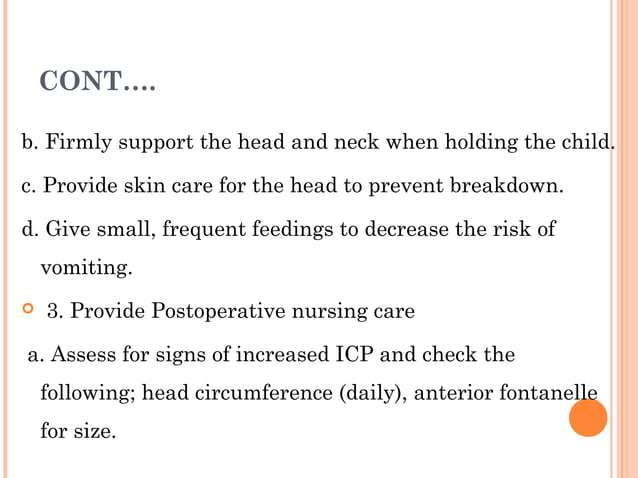 CONT....
b. Firmly support the head and neck when holding the child.
c. Provide skin care for the head to prevent breakdown.
d. Give small, frequent feedings to decrease the risk of
vomiting.
3. Provide Postoperative nursing care
a. Assess for signs of increased ICP and check the
following; head circumference (daily), anterior fontanelle
for size.